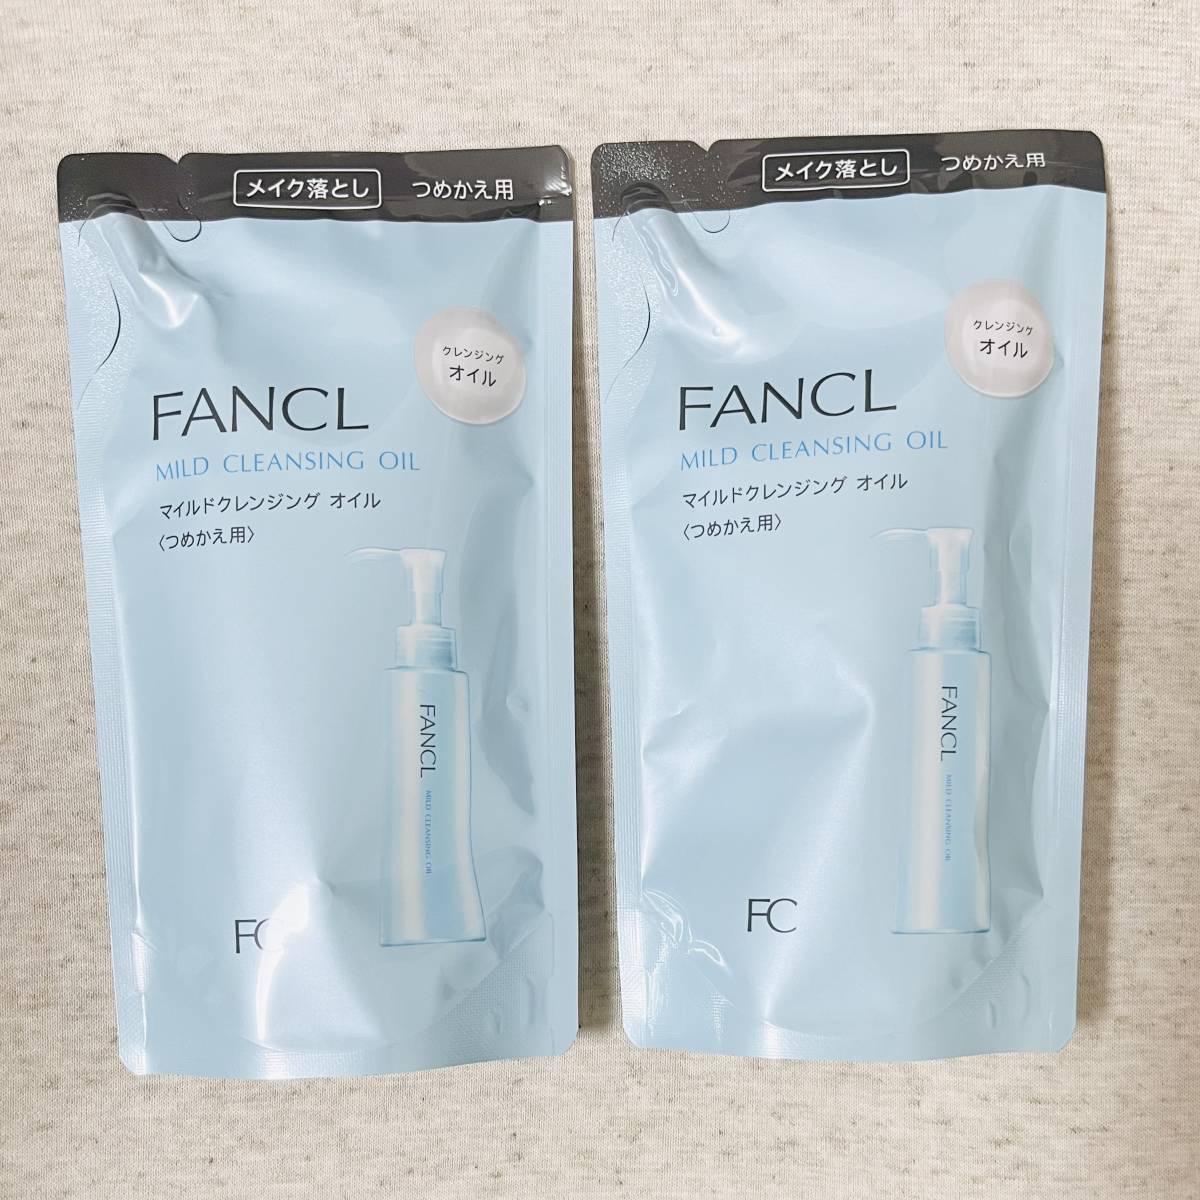 メイク落とし つめかえ用
クレンジング
オイル
FANCL
MILD CLEANSING OIL
マイルドクレンジング オイル
〈つめかえ用〉
FANCL
MILD CLEANSING OIL
FC
メイク落とし つめかえ用
クレンジング
オイル
FANCL
MILD CLEANSING OIL
マイルドクレンジング オイル
〈つめかえ用〉
FANCL
MILD CLEANSING OIL
FC